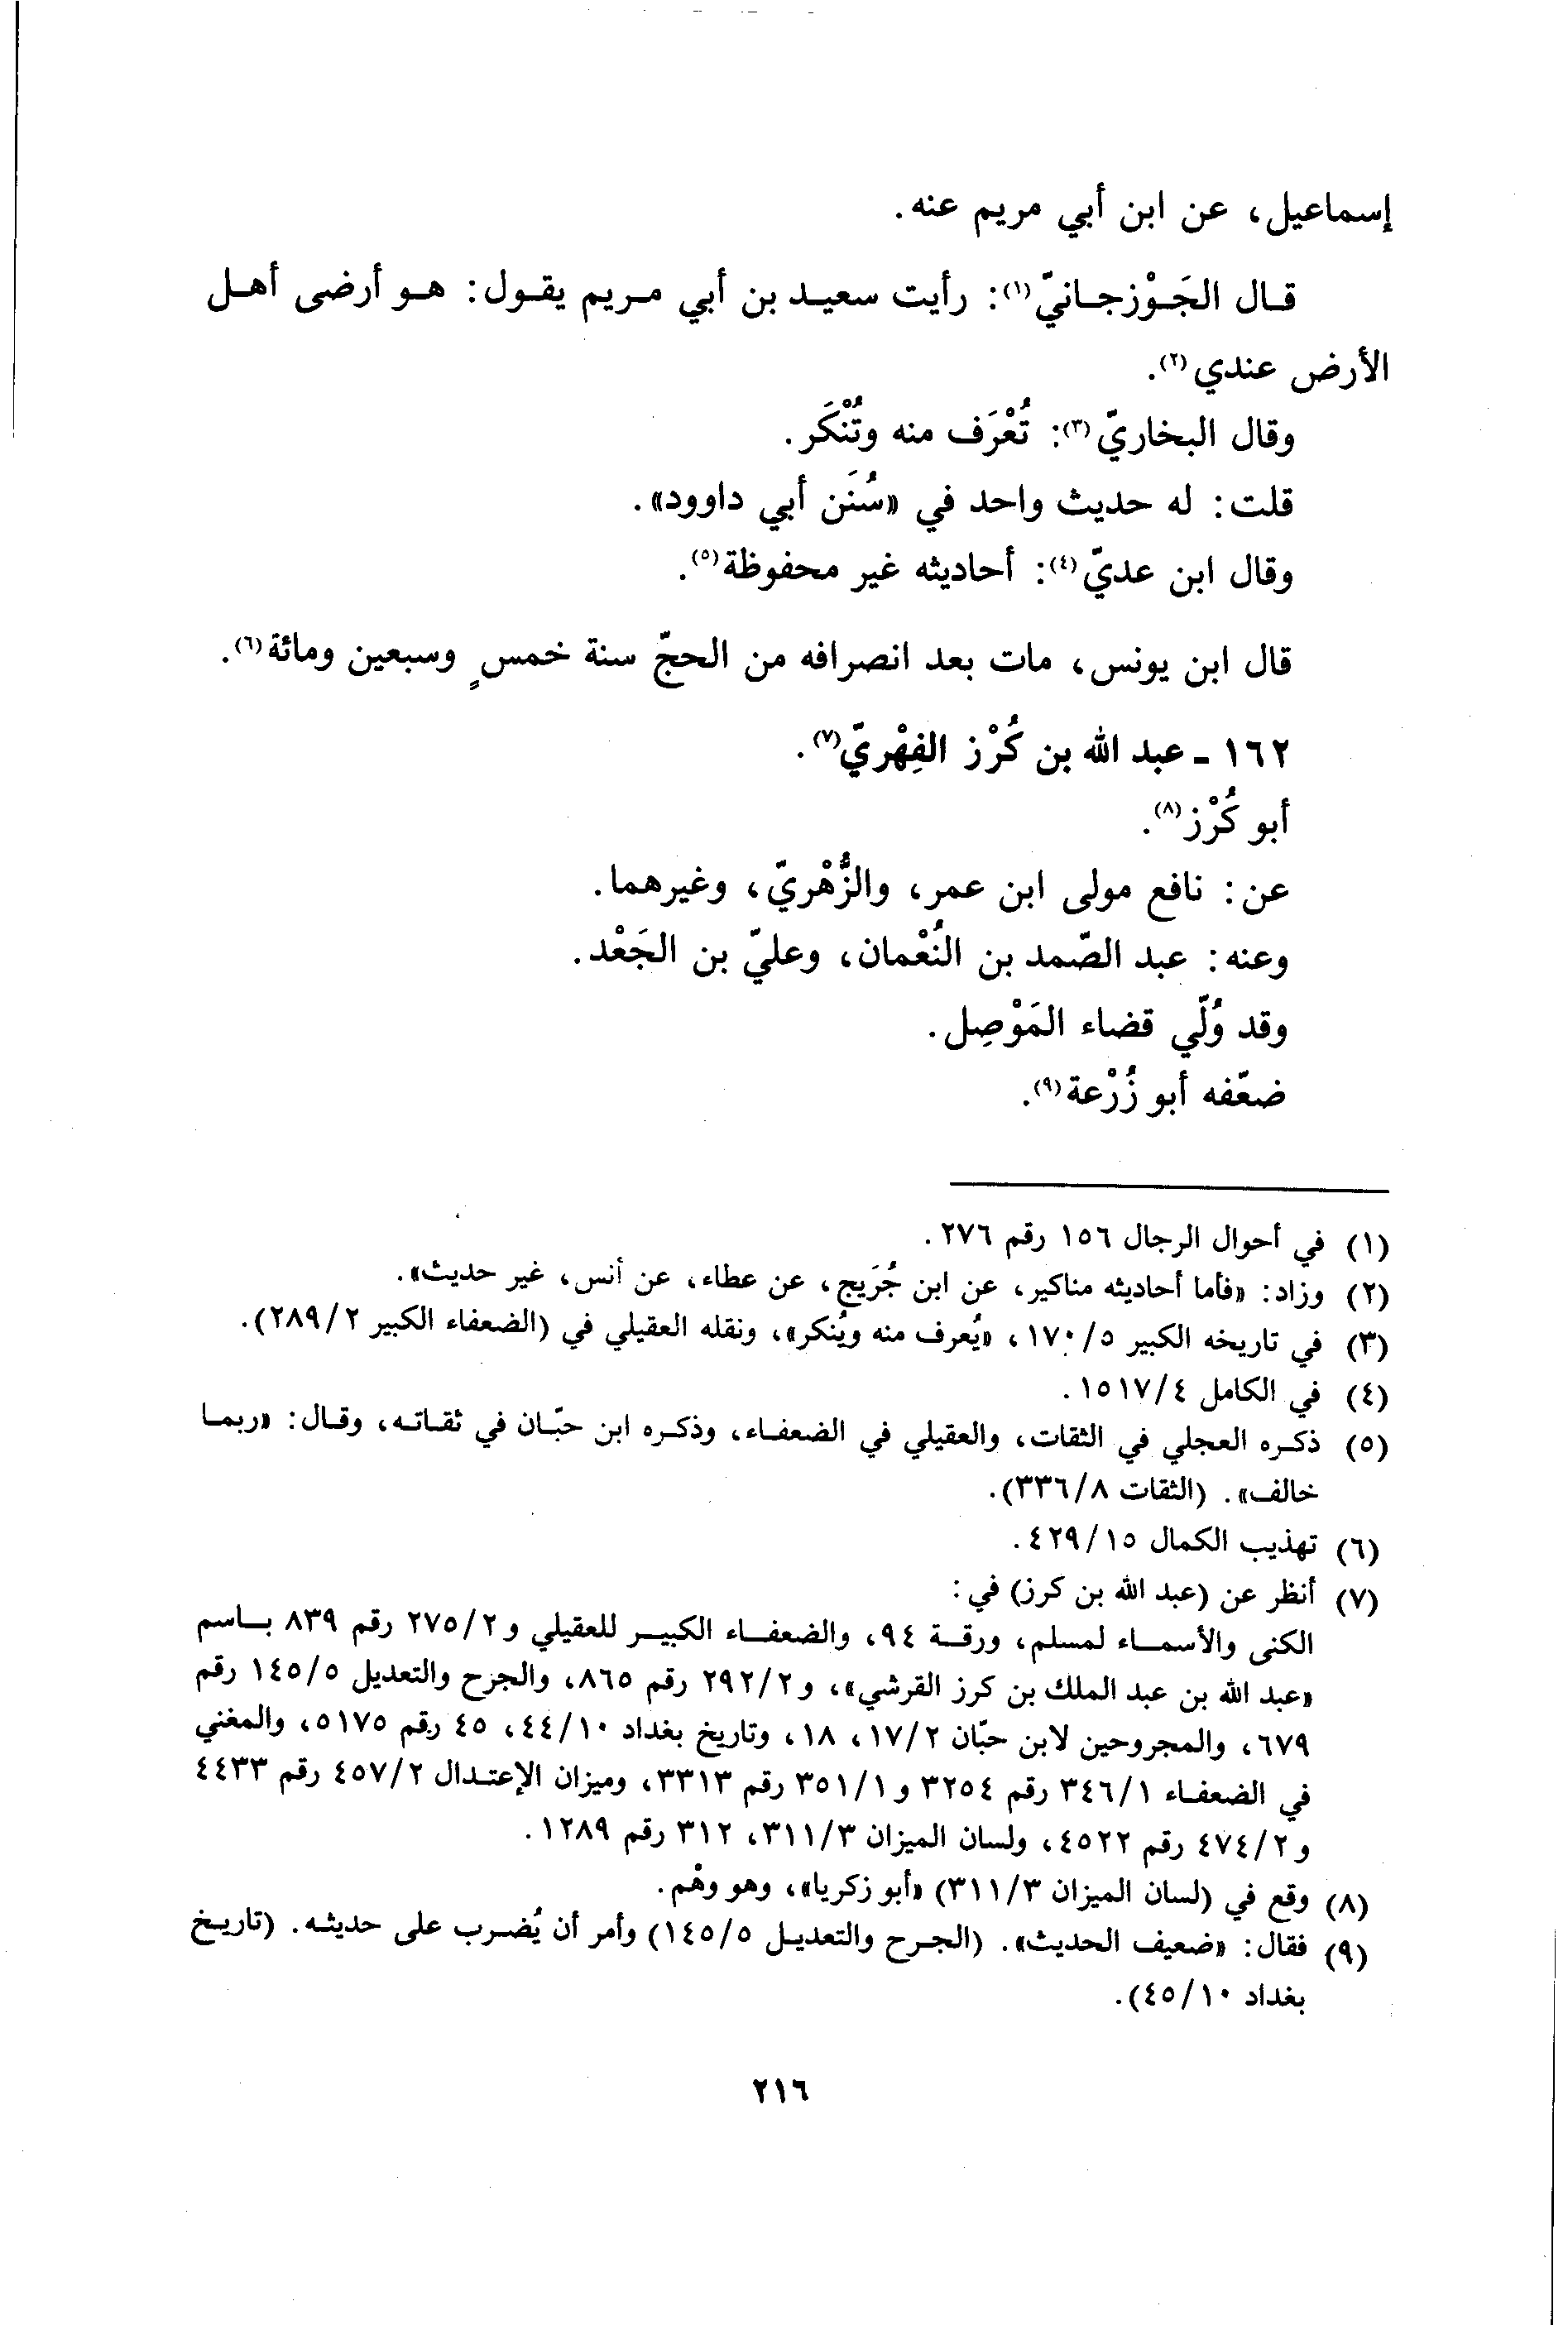 إسماعيل، عن ابن أبي مريم عنه.
قال الجَوْزجانيّ(١): رأيت سعيد بن أبي مريم يقول: هو أرضى أهل
الأرض عندي(٢).
وقال البخاريّ(٣): تُعْرَف منه وتُنْكَر.
قلت: له حديث واحد في «سُنَن أبي داوود».
وقال ابن عديّ(٤): أحاديثه غير محفوظة(٥).
قال ابن يونس، مات بعد انصرافه من الحجّ سنة خمسٍ وسبعين ومائة(٦).
١٦٢ - عبد الله بن كُرْز الفِهْريّ(٧).
أبو كُرْز(٨).
عن: نافع مولى ابن عمر، والزُّهْريّ، وغيرهما.
وعنه: عبد الصّمد بن النُعْمان، وعليّ بن الجَعْد.
وقد وُلّي قضاء المَوْصِل.
ضعّفه أبو زُرْعة(٩).
(١) في أحوال الرجال ١٥٦ رقم ٢٧٦.
(٢) وزاد: «فأما أحاديثه مناكير، عن ابن جُرَيج، عن عطاء، عن أنس، غير حديث».
(٣) في تاريخه الكبير ١٧٠/٥، «يُعرف منه ويُنكر»، ونقله العقيلي في (الضعفاء الكبير ٢٨٩/٢).
(٤) في الكامل ١٥١٧/٤.
(٥) ذكره العجلي في الثقات، والعقيلي في الضعفاء، وذكره ابن حبّان في ثقاته، وقال: «ربما
خالف». (الثقات ٣٣٦/٨).
(٦) تهذيب الكمال ٤٢٩/١٥.
(٧) أنظر عن (عبد الله بن كرز) في:
الكنى والأسماء لمسلم، ورقة ٩٤، والضعفاء الكبير للعقيلي و٢٧٥/٢ رقم ٨٣٩ باسم
«عبد الله بن عبد الملك بن كرز القرشي»، و٢٩٢/٢ رقم ٨٦٥، والجرح والتعديل ١٤٥/٥ رقم
٦٧٩، والمجروحين لابن حبّان ١٧/٢، ١٨، وتاريخ بغداد ٤٤/١٠، ٤٥ رقم ٥١٧٥، والمغني
في الضعفاء ٣٤٦/١ رقم ٣٢٥٤ و٣٥١/١ رقم ٣٣١٣، وميزان الإعتدال ٤٥٧/٢ رقم ٤٤٣٣
و٤٧٤/٢ رقم ٤٥٢٢، ولسان الميزان ٣١١/٣، ٣١٢ رقم ١٢٨٩.
(٨) وقع في (لسان الميزان ٣١١/٣) «أبو زكريا»، وهو وهْم.
(٩) فقال: «ضعيف الحديث». (الجرح والتعديل ١٤٥/٥) وأمر أن يُضرب على حديثه. (تاريخ
بغداد ٤٥/١٠).
٢١٦